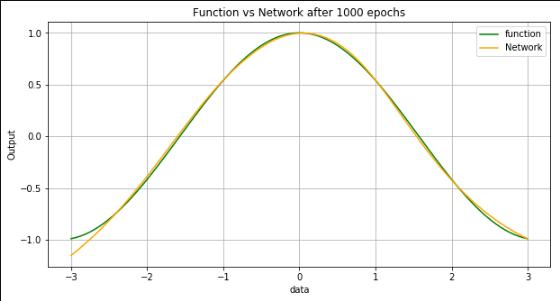 Function vs Network after 1000 epochs
function
Network
1.0
0.5
0.0
−0.5
−1.0
Output
−3
−2
−1
0
1
2
3
data